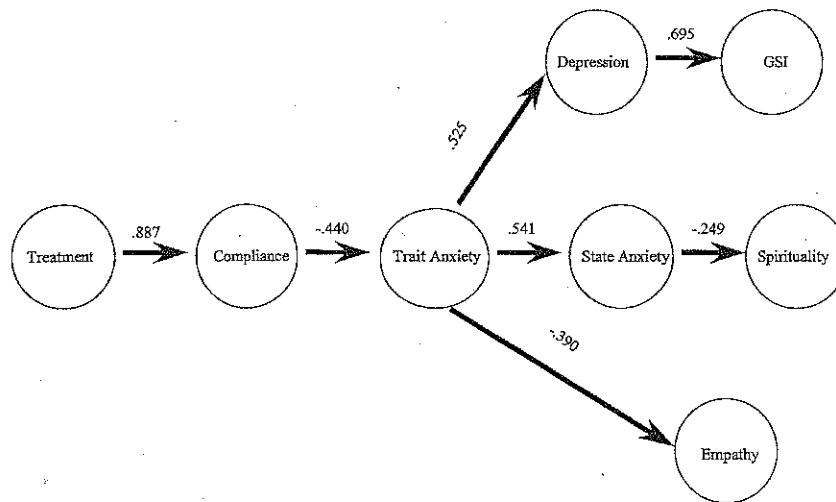 .695
Depression
GSI
.525
.887
-.440
.541
-.249
Treatment
Compliance
Trait Anxiety
State Anxiety
Spirituality
-.390
Empathy